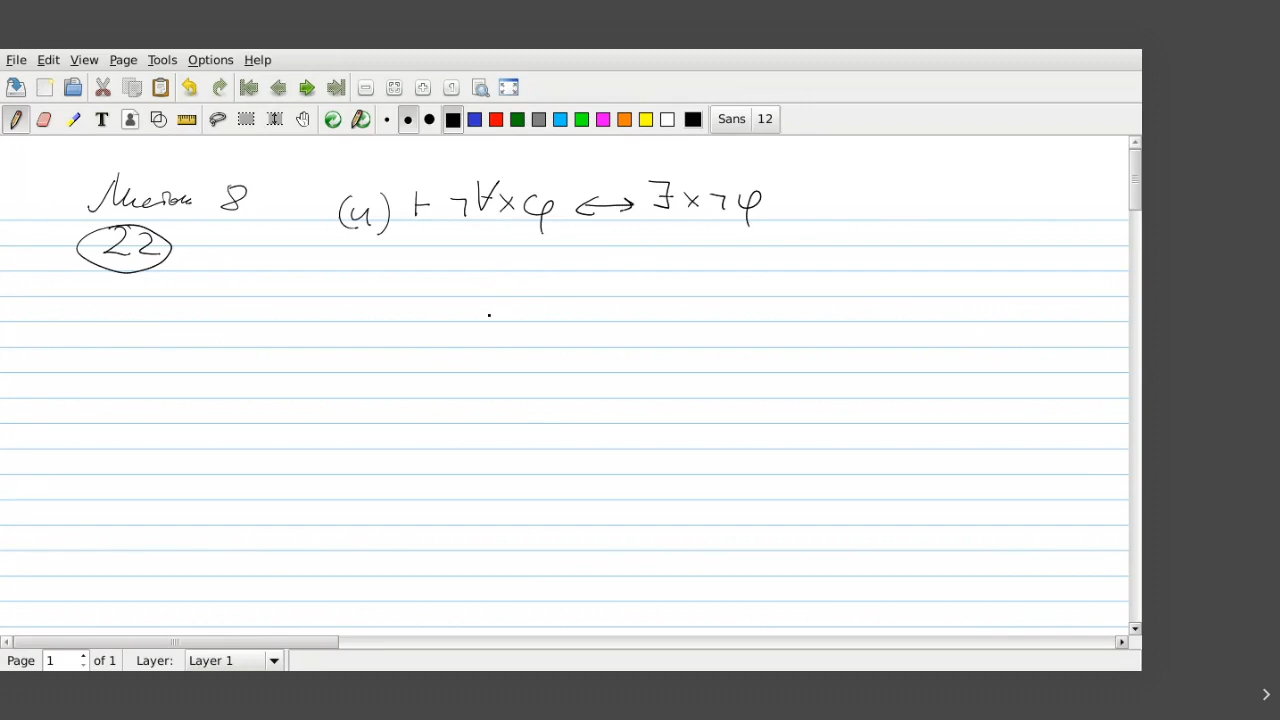 File Edit View Page Tools Options Help
Sans 12
8
(u) ⊢ ¬∀xφ ⟷ ∃x¬φ
22
Page 1 of 1 Layer: Layer 1